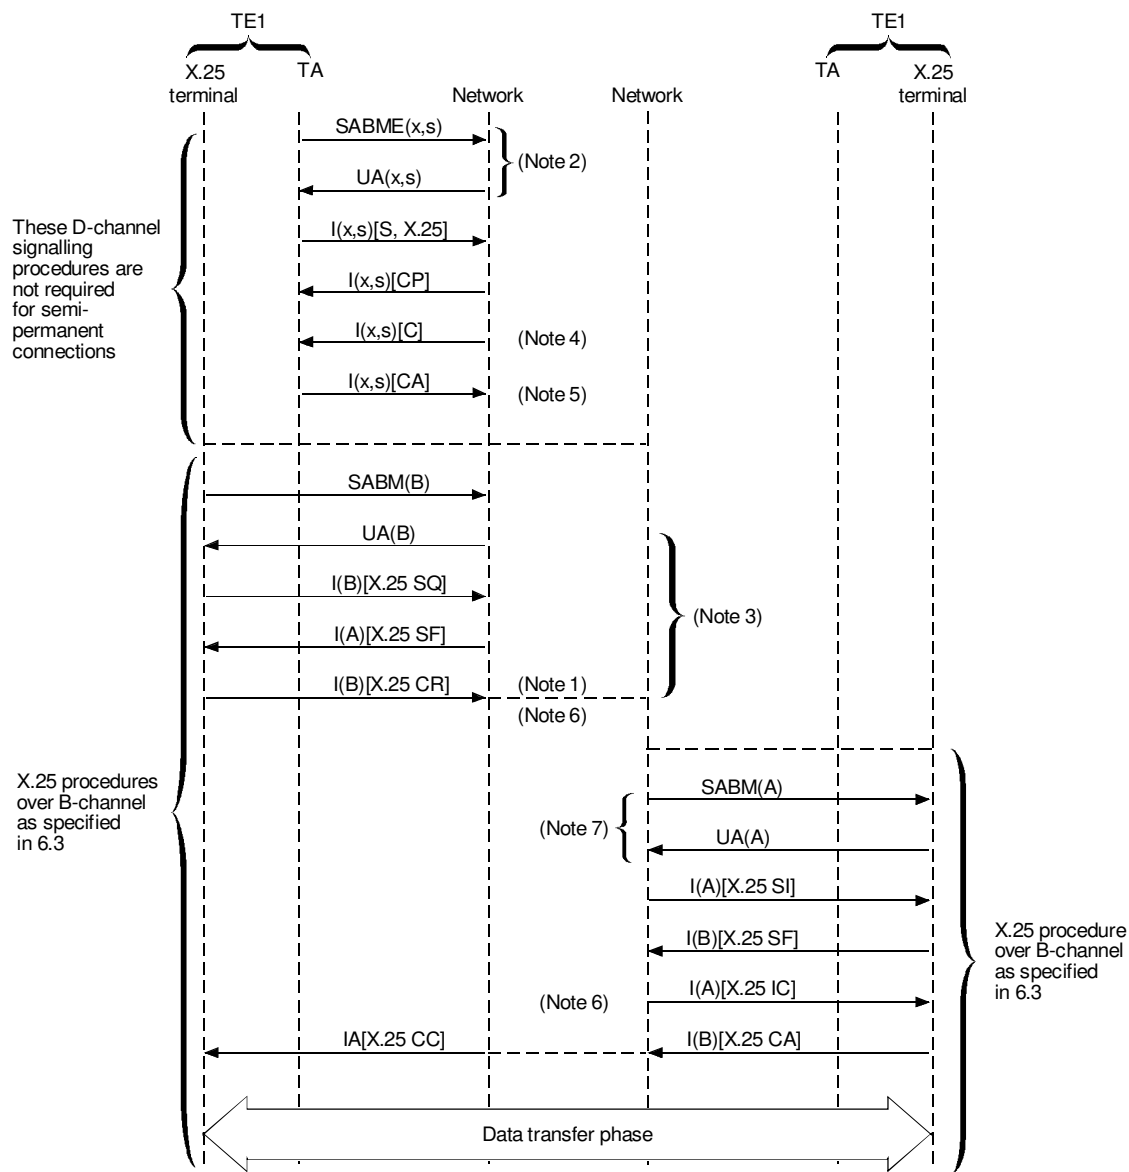 TE1
TE1
X.25
terminal
TA
Network
Network
TA
X.25
terminal
SABME(x,s)
(Note 2)
UA(x,s)
These D-channel
signalling
procedures are
not required
for semi-
permanent
connections
I(x,s)[S, X.25]
I(x,s)[CP]
I(x,s)[C]
(Note 4)
I(x,s)[CA]
(Note 5)
SABM(B)
UA(B)
I(B)[X.25 SQ]
(Note 3)
I(A)[X.25 SF]
I(B)[X.25 CR]
(Note 1)
(Note 6)
X.25 procedures
over B-channel
as specified
in 6.3
SABM(A)
(Note 7)
UA(A)
I(A)[X.25 SI]
I(B)[X.25 SF]
X.25 procedure
over B-channel
as specified
in 6.3
(Note 6)
I(A)[X.25 IC]
IA[X.25 CC]
I(B)[X.25 CA]
Data transfer phase